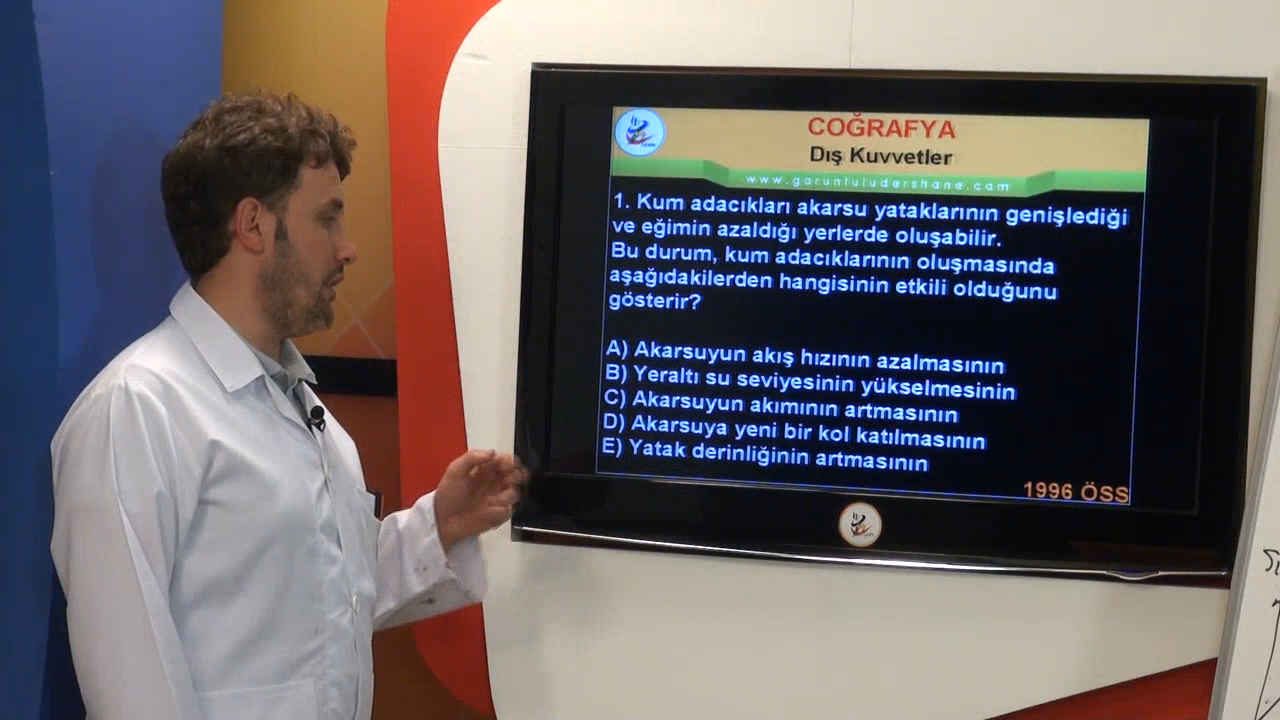 COĞRAFYA
Dış Kuvvetler
www.goruntuludershane.com
1. Kum adacıkları akarsu yataklarının genişlediği
ve eğimin azaldığı yerlerde oluşabilir.
Bu durum, kum adacıklarının oluşmasında
aşağıdakilerden hangisinin etkili olduğunu
gösterir?
A) Akarsuyun akış hızının azalmasının
B) Yeraltı su seviyesinin yükselmesinin
C) Akarsuyun akımının artmasının
D) Akarsuya yeni bir kol katılmasının
E) Yatak derinliğinin artmasının
1996 ÖSS